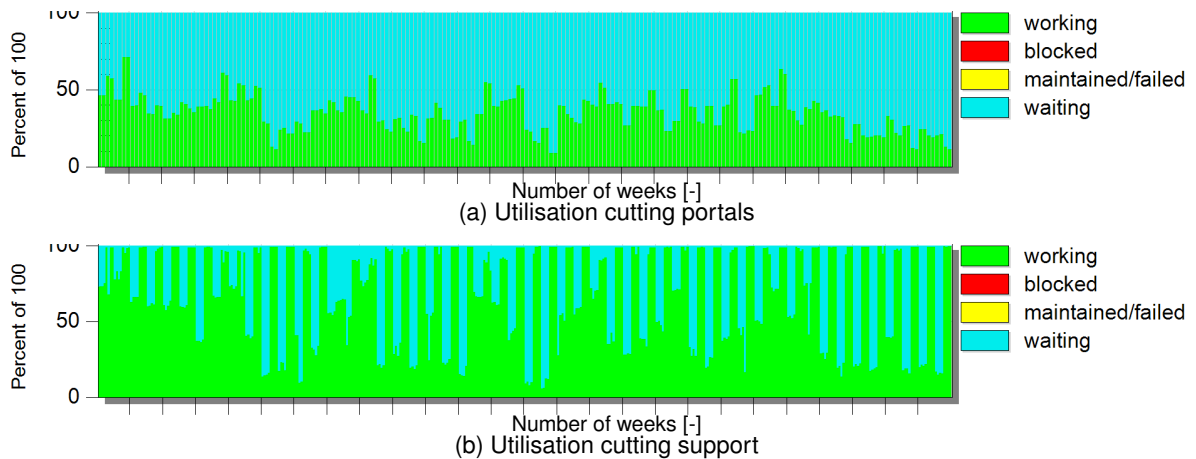 100
50
0
Percent of 100
working
blocked
maintained/failed
waiting
Number of weeks [-]
(a) Utilisation cutting portals
100
50
0
Percent of 100
working
blocked
maintained/failed
waiting
Number of weeks [-]
(b) Utilisation cutting support